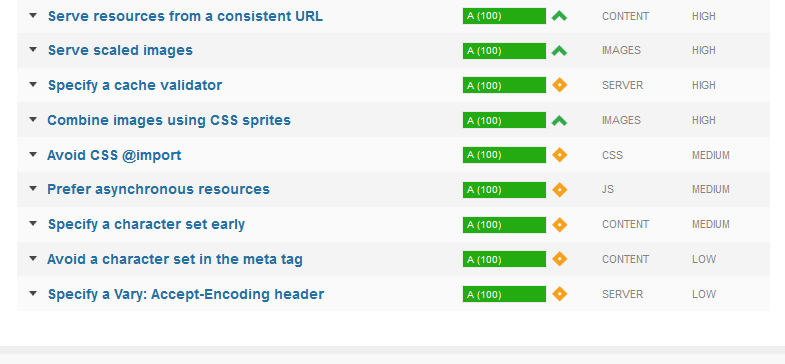 Serve resources from a consistent URL A (100) CONTENT HIGH
Serve scaled images A (100) IMAGES HIGH
Specify a cache validator A (100) SERVER HIGH
Combine images using CSS sprites A (100) IMAGES HIGH
Avoid CSS @import A (100) CSS MEDIUM
Prefer asynchronous resources A (100) JS MEDIUM
Specify a character set early A (100) CONTENT MEDIUM
Avoid a character set in the meta tag A (100) CONTENT LOW
Specify a Vary: Accept-Encoding header A (100) SERVER LOW